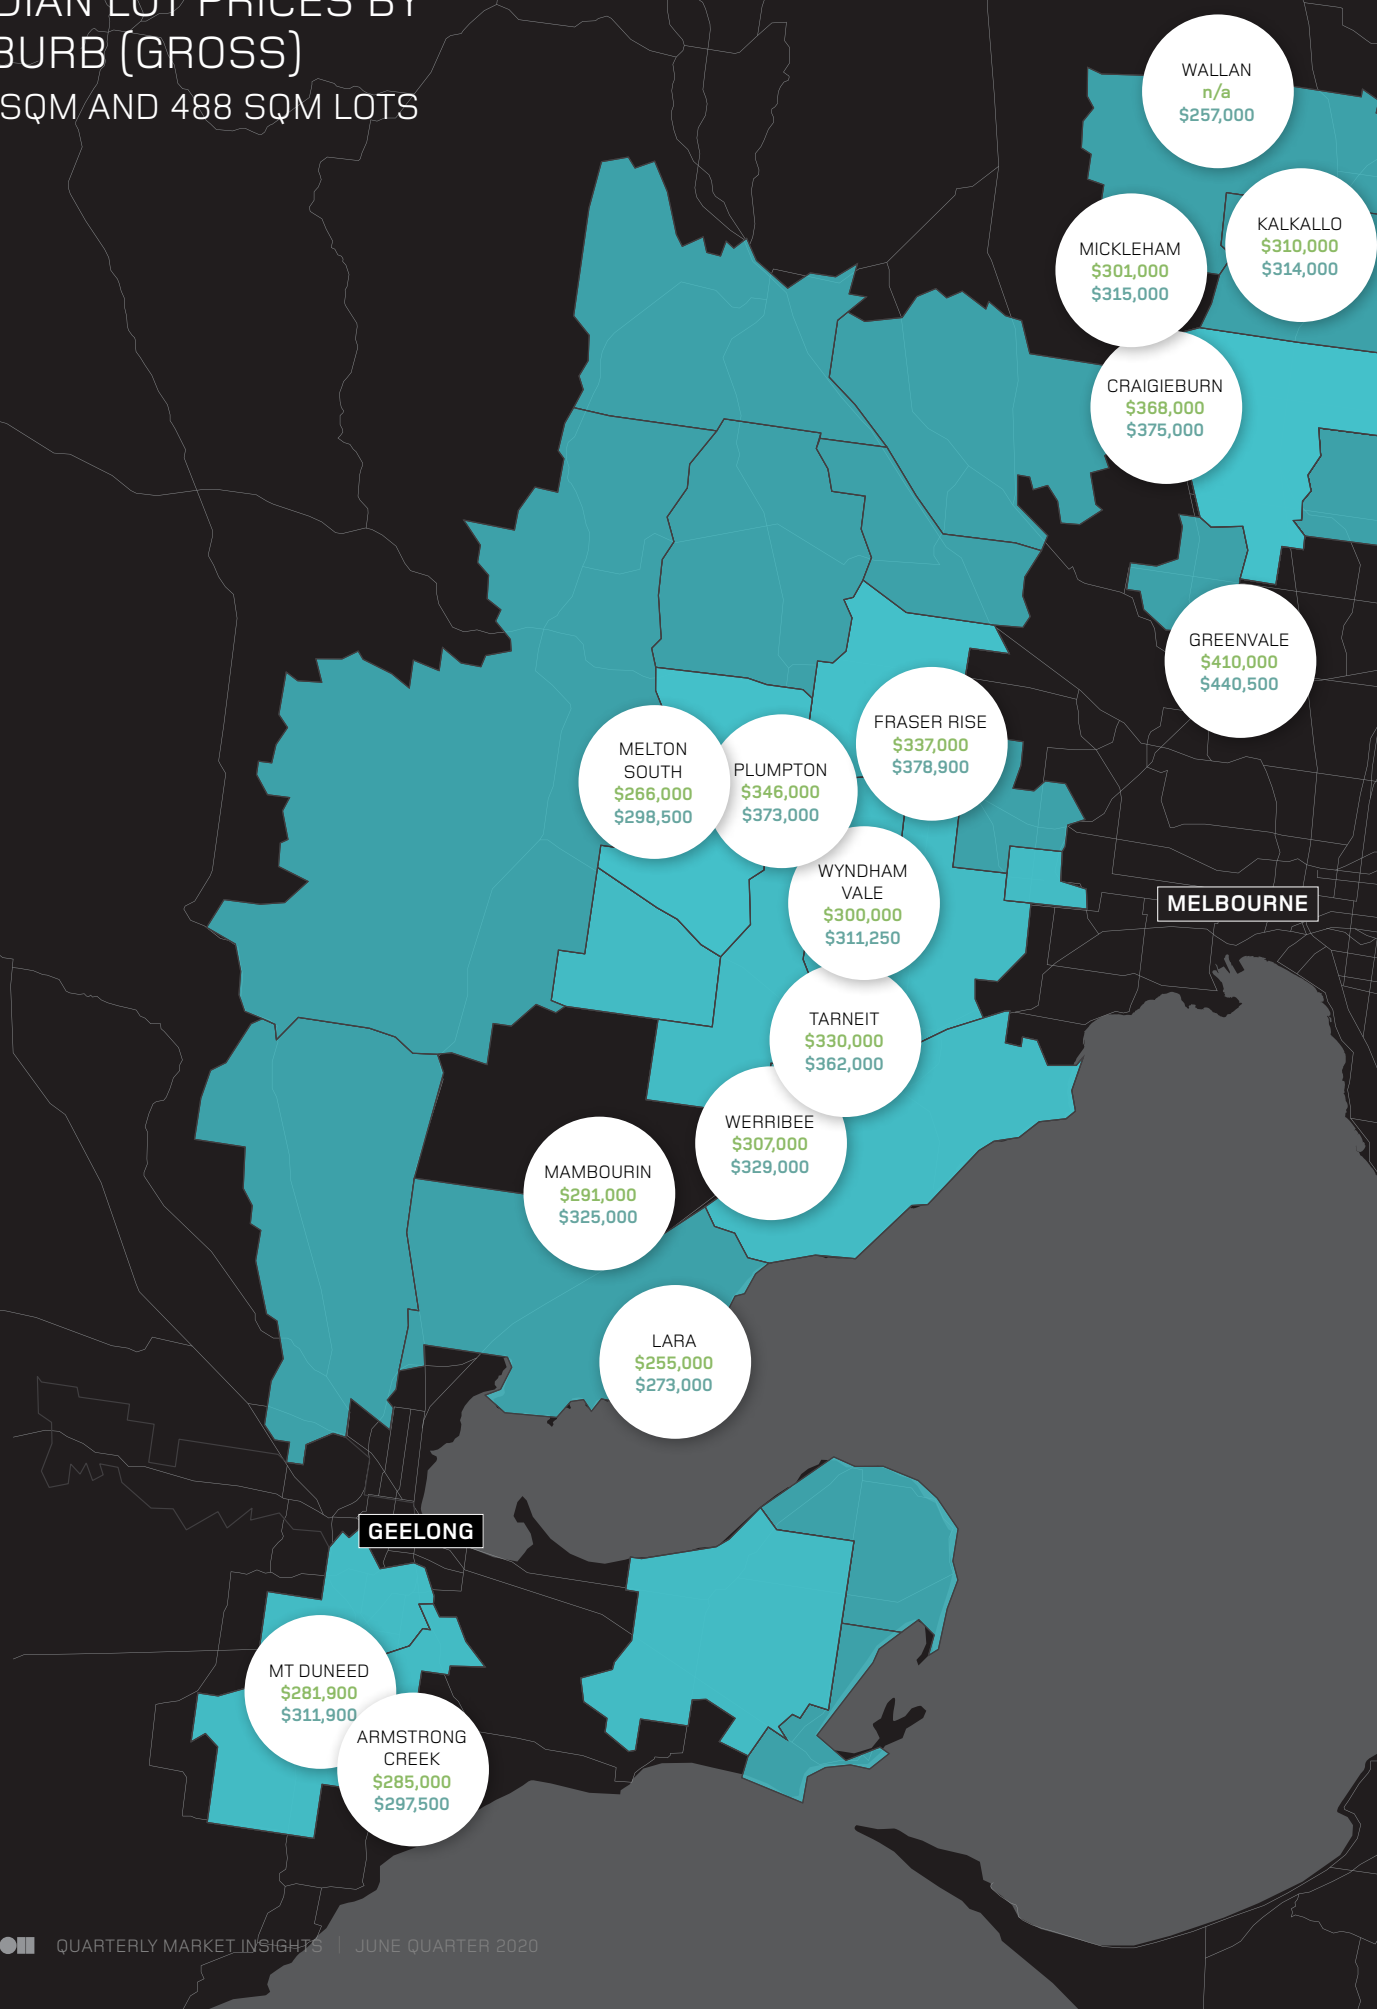 DIAN LOT PRICES BY
BURB (GROSS)
SQM AND 488 SQM LOTS
WALLAN
n/a
$257,000
KALKALLO
$310,000
$314,000
MICKLEHAM
$301,000
$315,000
CRAIGIEBURN
$368,000
$375,000
GREENVALE
$410,000
$440,500
FRASER RISE
$337,000
$378,900
MELTON
SOUTH
$266,000
$298,500
PLUMPTON
$346,000
$373,000
WYNDHAM
VALE
$300,000
$311,250
MELBOURNE
TARNEIT
$330,000
$362,000
WERRIBEE
$307,000
$329,000
MAMBOURIN
$291,000
$325,000
LARA
$255,000
$273,000
GEELONG
MT DUNEED
$281,900
$311,900
ARMSTRONG
CREEK
$285,000
$297,500
QUARTERLY MARKET INSIGHTS | JUNE QUARTER 2020